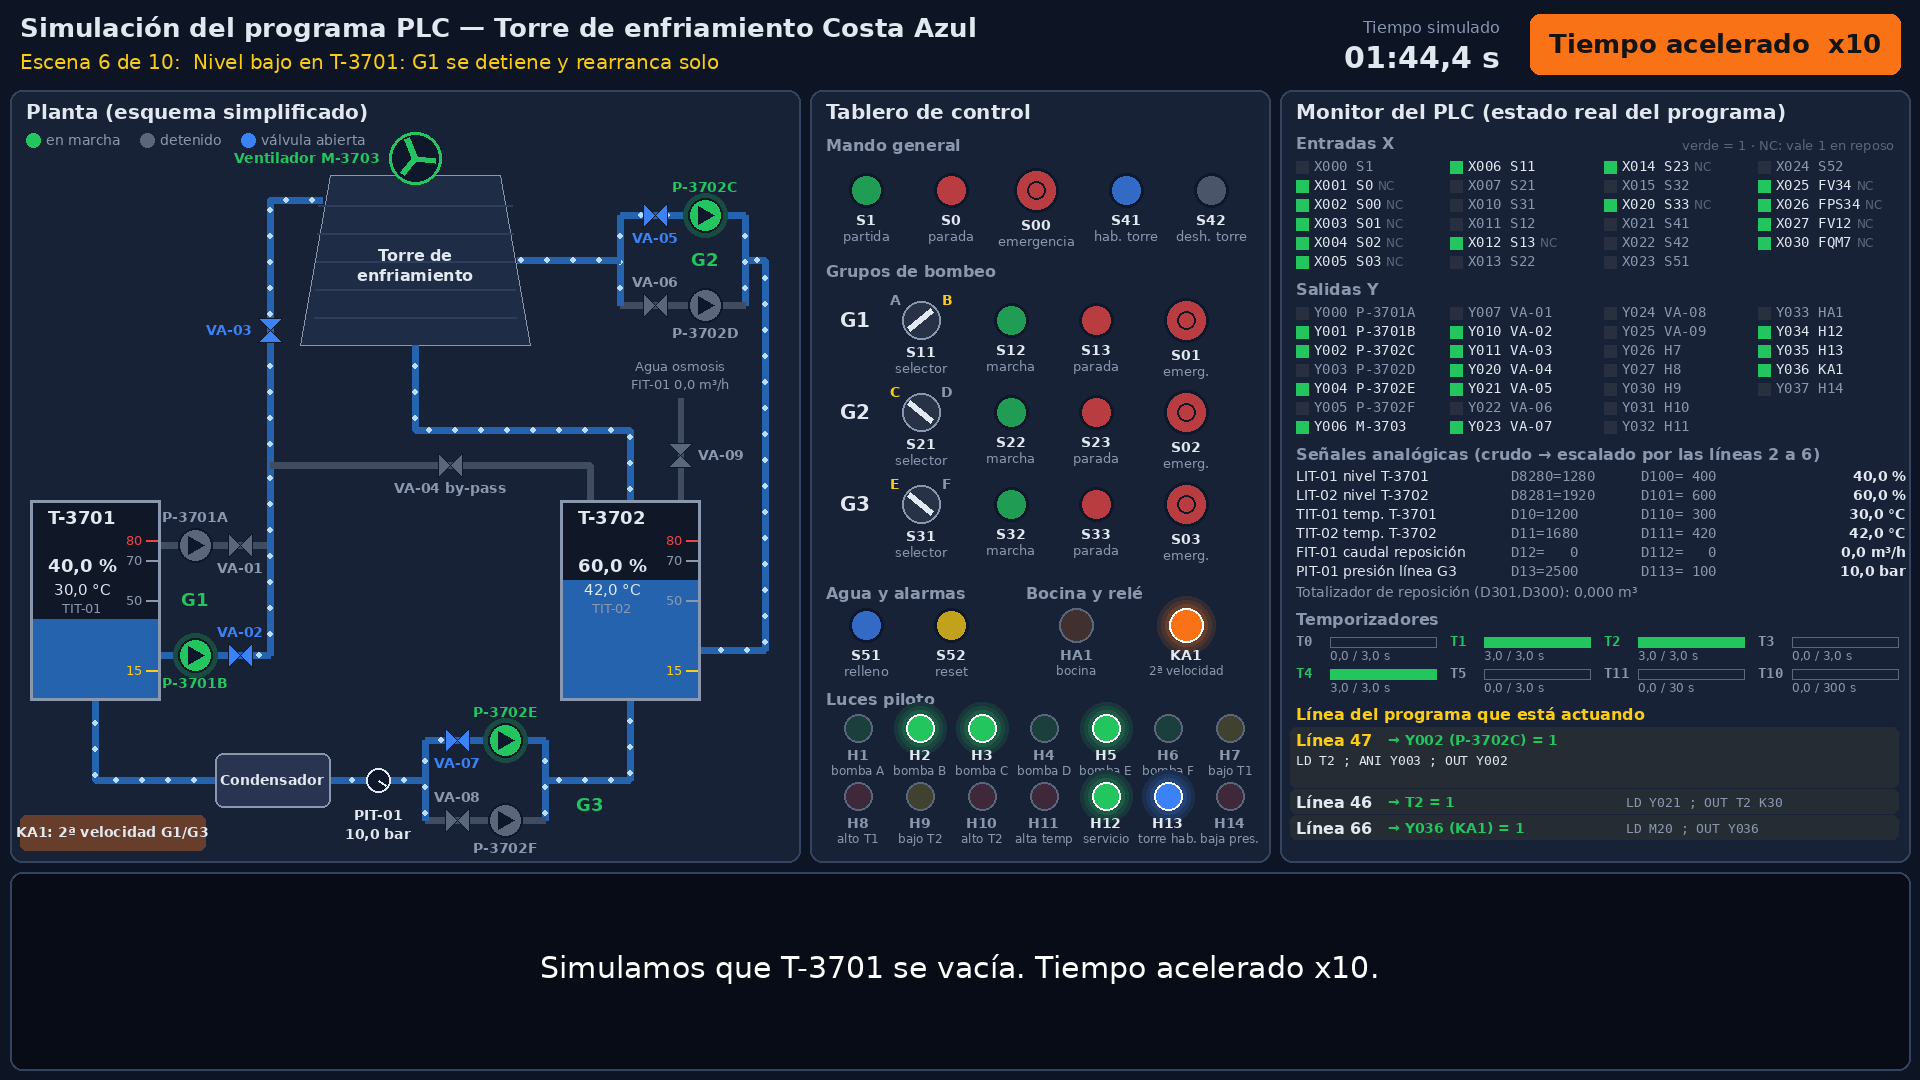 Simulación del programa PLC — Torre de enfriamiento Costa Azul
Escena 6 de 10:  Nivel bajo en T-3701: G1 se detiene y rearranca solo
Tiempo simulado
01:44,4 s
Tiempo acelerado  x10
Planta (esquema simplificado)
en marcha
detenido
válvula abierta
Ventilador M-3703
P-3702C
VA-05
G2
VA-06
P-3702D
Torre de
enfriamiento
VA-03
Agua osmosis
FIT-01 0,0 m³/h
VA-09
VA-04 by-pass
T-3701
80
40,0 %
70
30,0 °C
TIT-01
50
15
P-3701A
VA-01
G1
VA-02
P-3701B
T-3702
80
60,0 %
70
42,0 °C
TIT-02
50
15
P-3702E
VA-07
Condensador
PIT-01
10,0 bar
VA-08
G3
P-3702F
KA1: 2ª velocidad G1/G3
Tablero de control
Mando general
S1
partida
S0
parada
S00
emergencia
S41
hab. torre
S42
desh. torre
Grupos de bombeo
G1
A
B
S11
selector
S12
marcha
S13
parada
S01
emerg.
G2
C
D
S21
selector
S22
marcha
S23
parada
S02
emerg.
G3
E
F
S31
selector
S32
marcha
S33
parada
S03
emerg.
Agua y alarmas
Bocina y relé
S51
relleno
S52
reset
HA1
bocina
KA1
2ª velocidad
Luces piloto
H1
bomba A
H2
bomba B
H3
bomba C
H4
bomba D
H5
bomba E
H6
bomba F
H7
bajo T1
H8
alto T1
H9
bajo T2
H10
alto T2
H11
alta temp
H12
servicio
H13
torre hab.
H14
baja pres.
Monitor del PLC (estado real del programa)
Entradas X
verde = 1 · NC: vale 1 en reposo
X000 S1
X006 S11
X014 S23 NC
X024 S52
X001 S0 NC
X007 S21
X015 S32
X025 FV34 NC
X002 S00 NC
X010 S31
X020 S33 NC
X026 FPS34 NC
X003 S01 NC
X011 S12
X021 S41
X027 FV12 NC
X004 S02 NC
X012 S13 NC
X022 S42
X030 FQM7 NC
X005 S03 NC
X013 S22
X023 S51
Salidas Y
Y000 P-3701A
Y007 VA-01
Y024 VA-08
Y033 HA1
Y001 P-3701B
Y010 VA-02
Y025 VA-09
Y034 H12
Y002 P-3702C
Y011 VA-03
Y026 H7
Y035 H13
Y003 P-3702D
Y020 VA-04
Y027 H8
Y036 KA1
Y004 P-3702E
Y021 VA-05
Y030 H9
Y037 H14
Y005 P-3702F
Y022 VA-06
Y031 H10
Y006 M-3703
Y023 VA-07
Y032 H11
Señales analógicas (crudo → escalado por las líneas 2 a 6)
LIT-01 nivel T-3701 D8280=1280 D100= 400 40,0 %
LIT-02 nivel T-3702 D8281=1920 D101= 600 60,0 %
TIT-01 temp. T-3701 D10=1200 D110= 300 30,0 °C
TIT-02 temp. T-3702 D11=1680 D111= 420 42,0 °C
FIT-01 caudal reposición D12=   0 D112=   0 0,0 m³/h
PIT-01 presión línea G3 D13=2500 D113= 100 10,0 bar
Totalizador de reposición (D301,D300): 0,000 m³
Temporizadores
T0
0,0 / 3,0 s
T1
3,0 / 3,0 s
T2
3,0 / 3,0 s
T3
0,0 / 3,0 s
T4
3,0 / 3,0 s
T5
0,0 / 3,0 s
T11
0,0 / 30 s
T10
0,0 / 300 s
Línea del programa que está actuando
Línea 47 → Y002 (P-3702C) = 1
LD T2 ; ANI Y003 ; OUT Y002
Línea 46 → T2 = 1 LD Y021 ; OUT T2 K30
Línea 66 → Y036 (KA1) = 1 LD M20 ; OUT Y036
Simulamos que T-3701 se vacía. Tiempo acelerado x10.